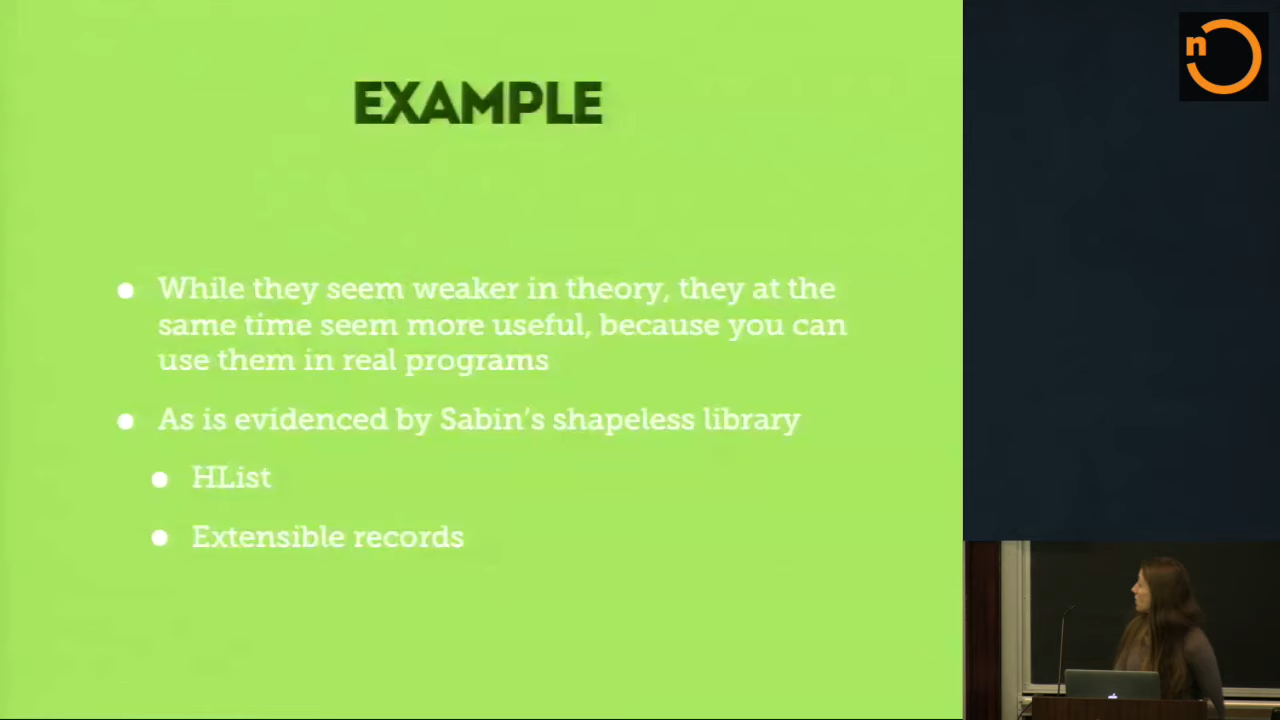 n
EXAMPLE
While they seem weaker in theory, they at the
same time seem more useful, because you can
use them in real programs
As is evidenced by Sabin's shapeless library
HList
Extensible records